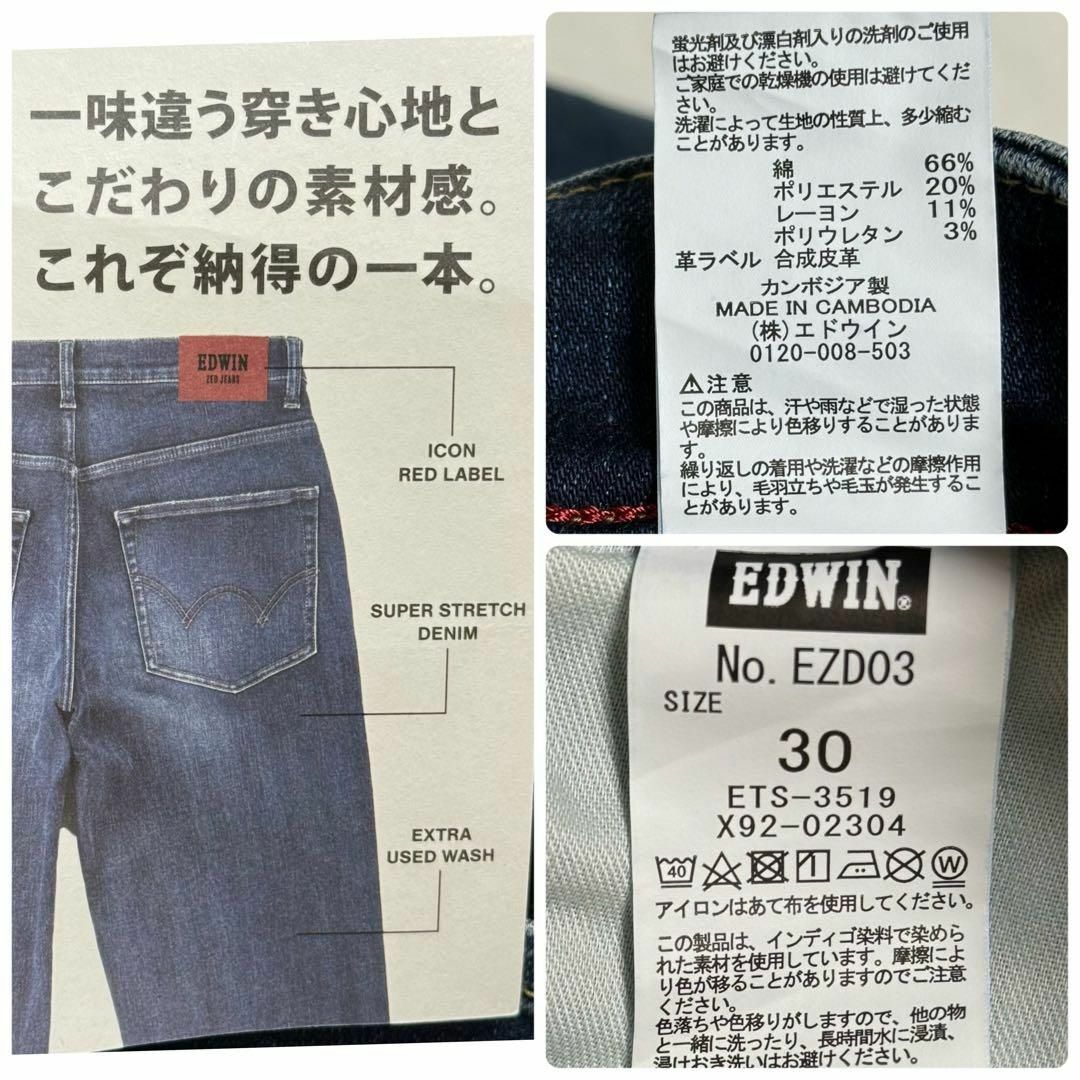 一味違う穿き心地と
こだわりの素材感。
これぞ納得の一本。
EDWIN
ZED JEANS
ICON
RED LABEL
SUPER STRETCH
DENIM
EXTRA
USED WASH
蛍光剤及び漂白剤入りの洗剤のご使用
はお避けください。
ご家庭での乾燥機の使用は避けてくだ
さい。
洗濯によって生地の性質上、多少縮む
ことがあります。
綿 66%
ポリエステル 20%
レーヨン 11%
ポリウレタン 3%
革ラベル 合成皮革
カンボジア製
MADE IN CAMBODIA
(株)エドウイン
0120-008-503
⚠注意
この商品は、汗や雨などで湿った状態
や摩擦により色移りすることがありま
す。
繰り返しの着用や洗濯などの摩擦作用
により、毛羽立ちや毛玉が発生するこ
とがあります。
EDWIN®
No. EZD03
SIZE
30
ETS-3519
X92-02304
40 W
アイロンはあて布を使用してください。
この製品は、インディゴ染料で染めら
れた素材を使用しています。摩擦によ
り色が移ることがありますのでご注意
ください。
色落ちや色移りがしますので、他の物
と一緒に洗ったり、長時間水に浸漬、
浸けおき洗いはお避けください。